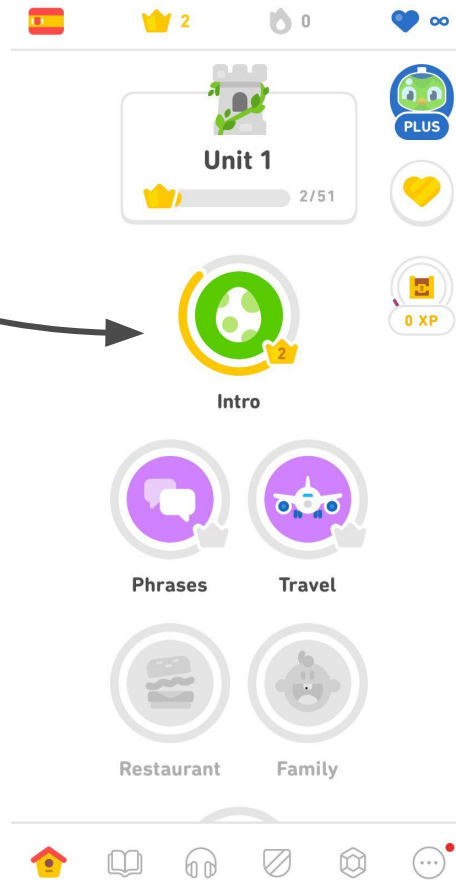 2
0
∞
PLUS
Unit 1
2/51
2
0 XP
Intro
Phrases
Travel
Restaurant
Family